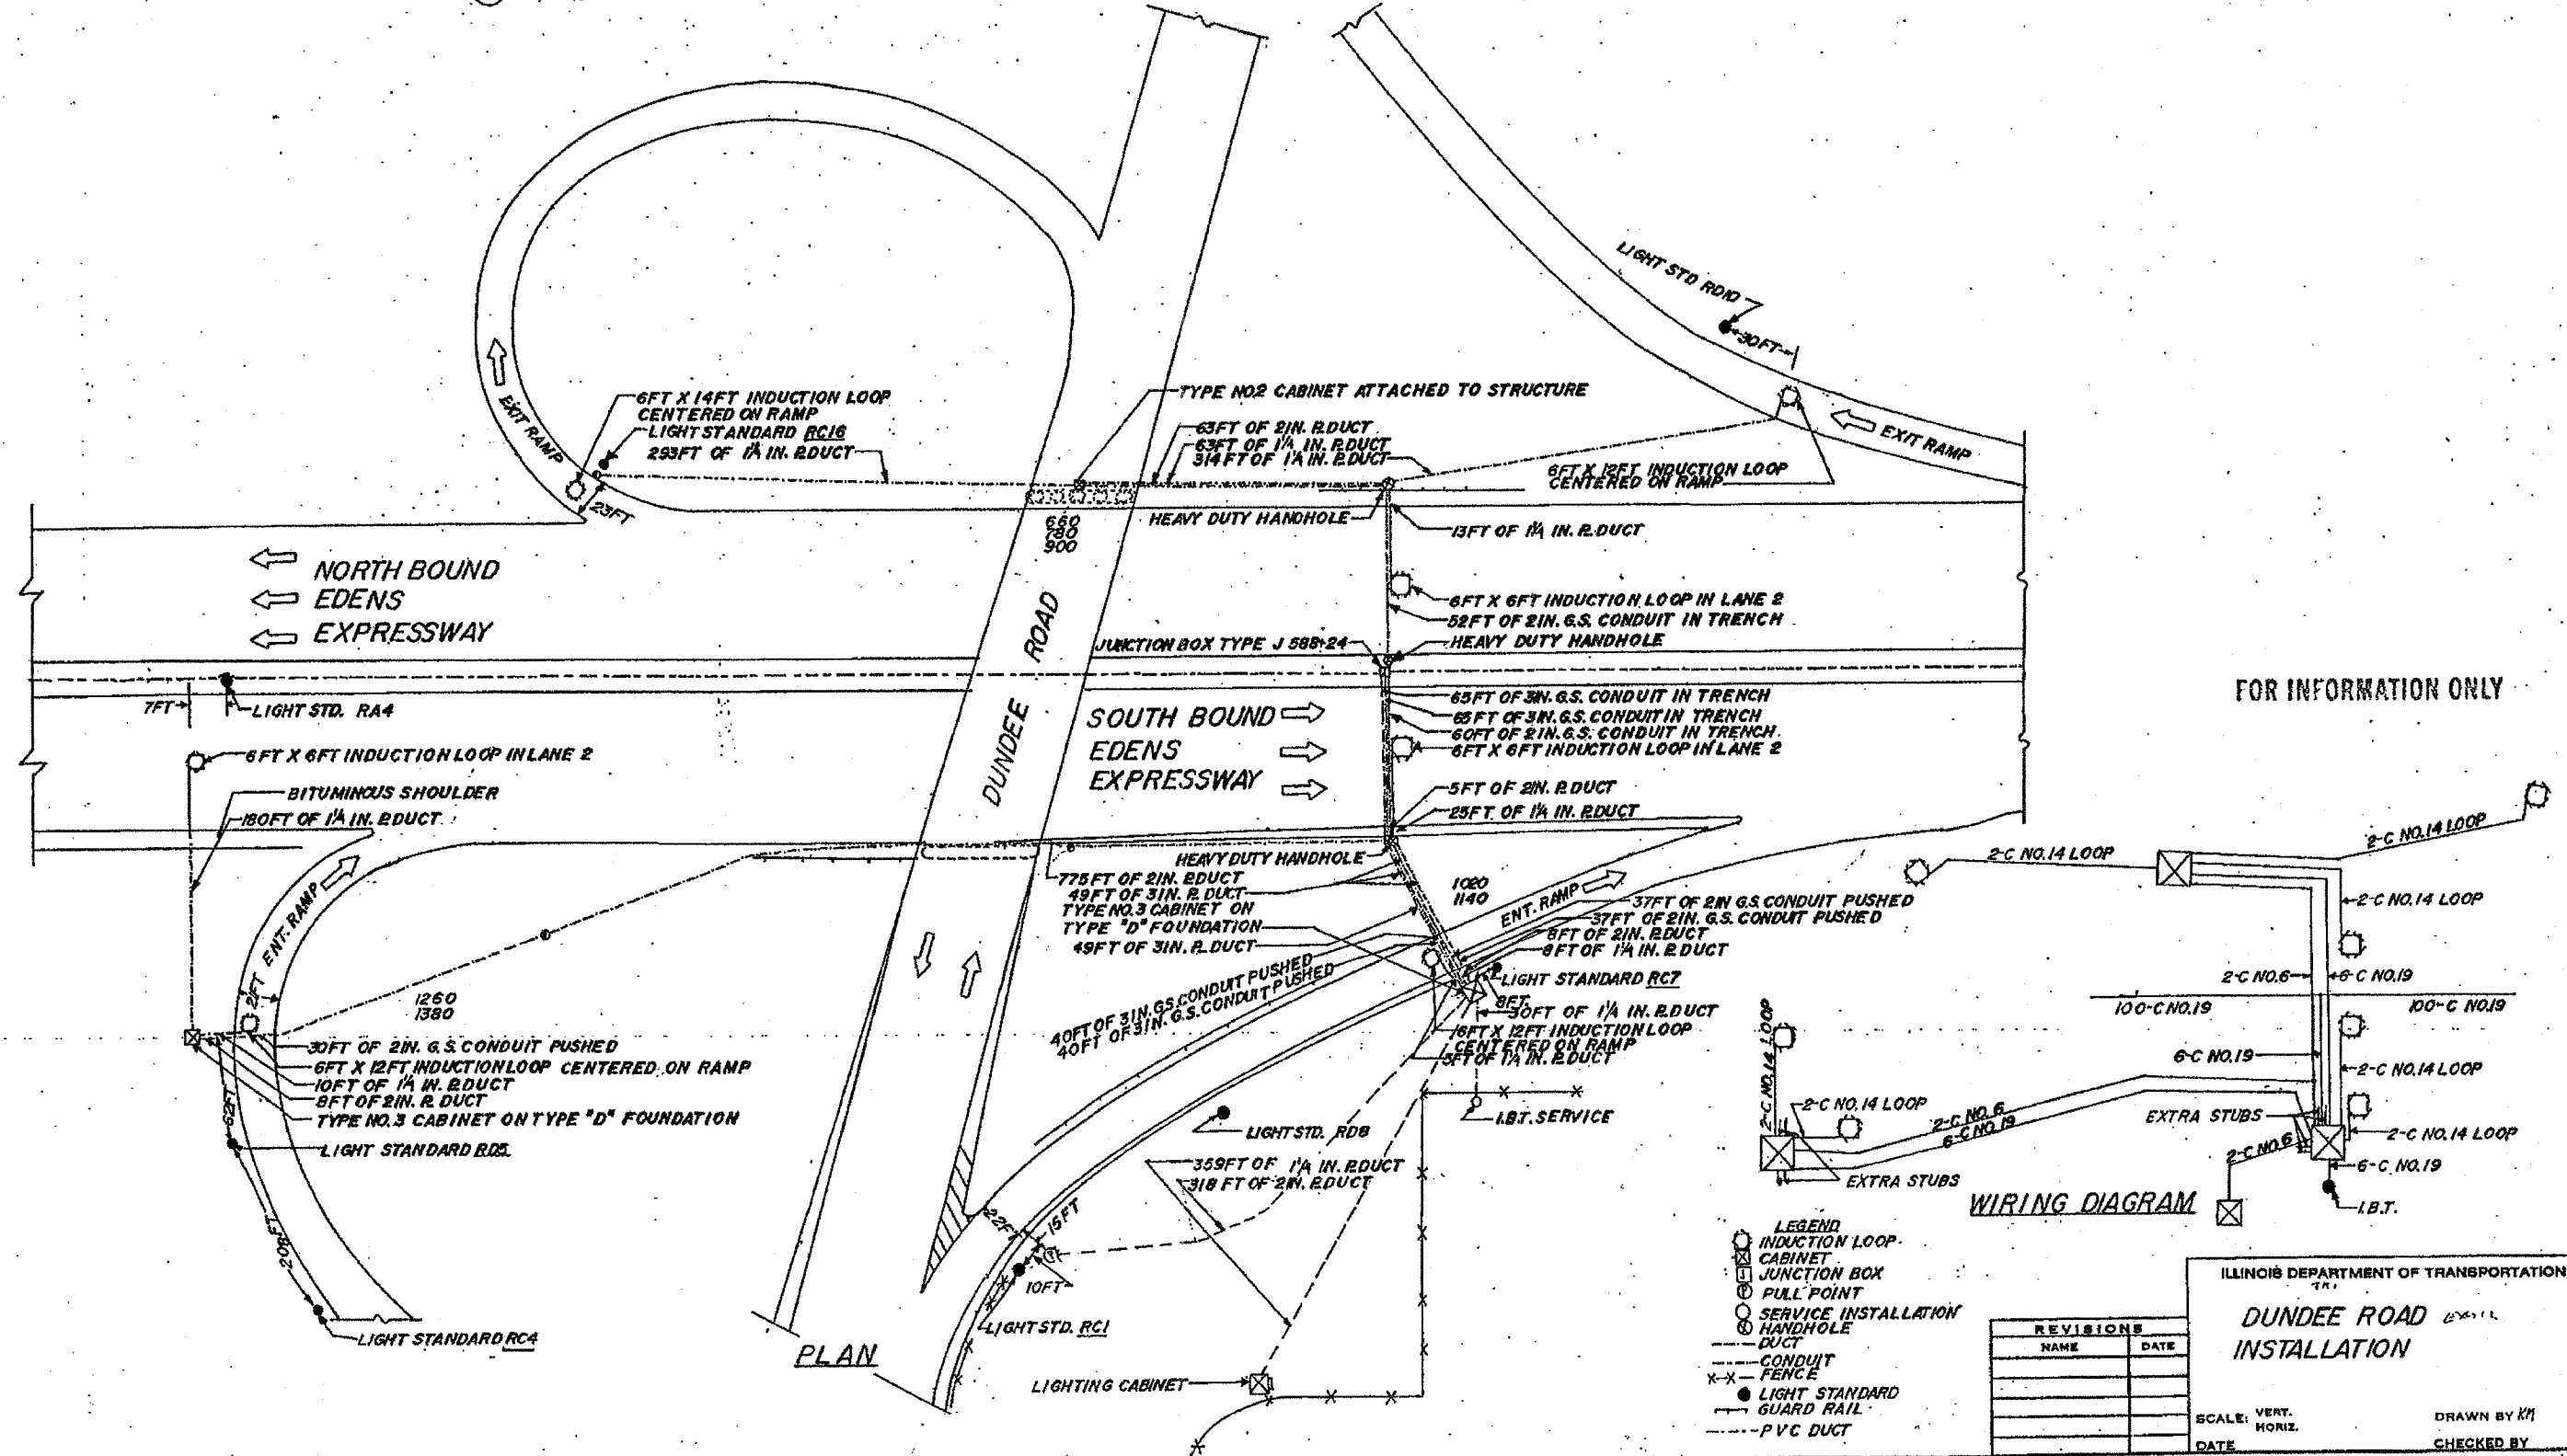 LIGHT STD RD10
30FT
6FT X 14FT INDUCTION LOOP
CENTERED ON RAMP
LIGHT STANDARD RC16
293FT OF 1¼ IN. P.DUCT
EXIT RAMP
23FT
TYPE NO.2 CABINET ATTACHED TO STRUCTURE
63FT OF 2IN. P.DUCT
63FT OF 1¼ IN. P.DUCT
314FT OF 1¼ IN. P.DUCT
EXIT RAMP
6FT X 12FT INDUCTION LOOP
CENTERED ON RAMP
660
780
900
HEAVY DUTY HANDHOLE
13FT OF 1¼ IN. P.DUCT
NORTH BOUND
EDENS
EXPRESSWAY
6FT X 6FT INDUCTION LOOP IN LANE 2
52FT OF 2IN. G.S. CONDUIT IN TRENCH
HEAVY DUTY HANDHOLE
JUNCTION BOX TYPE J
DUNDEE ROAD
7FT
LIGHT STD. RA4
SOUTH BOUND
EDENS
EXPRESSWAY
65FT OF 3IN. G.S. CONDUIT IN TRENCH
65FT OF 3IN. G.S. CONDUIT IN TRENCH
60FT OF 2IN. G.S. CONDUIT IN TRENCH
6FT X 6FT INDUCTION LOOP IN LANE 2
FOR INFORMATION ONLY
6FT X 6FT INDUCTION LOOP IN LANE 2
BITUMINOUS SHOULDER
180FT OF 1¼ IN. P.DUCT
5FT OF 2IN. P.DUCT
25FT. OF 1¼ IN. P.DUCT
HEAVY DUTY HANDHOLE
775FT OF 2IN. P.DUCT
49FT OF 3IN. P. DUCT
TYPE NO.3 CABINET ON
TYPE "D" FOUNDATION
49FT OF 3IN. P. DUCT
1020
1140
ENT. RAMP
37FT OF 2IN G.S. CONDUIT PUSHED
37FT OF 2IN. G.S. CONDUIT PUSHED
8FT OF 2IN. P.DUCT
8FT OF 1¼ IN. P.DUCT
LIGHT STANDARD RC7
8FT
30FT OF 1¼ IN. P.DUCT
6FT X 12FT INDUCTION LOOP
CENTERED ON RAMP
5FT OF 1¼ IN. P.DUCT
40FT OF 3IN. G.S. CONDUIT PUSHED
40FT OF 3IN. G.S. CONDUIT PUSHED
ENT. RAMP
1260
1380
30FT OF 2IN. G.S. CONDUIT PUSHED
6FT X 12FT INDUCTION LOOP CENTERED ON RAMP
10FT OF 1¼ IN. P.DUCT
8FT OF 2IN. P. DUCT
TYPE NO.3 CABINET ON TYPE "D" FOUNDATION
62FT
LIGHT STANDARD RD5
208FT
LIGHT STANDARD RC4
I.B.T. SERVICE
LIGHT STD. RD8
359FT OF 1¼ IN. P.DUCT
318 FT OF 2IN. P.DUCT
22FT
15FT
10FT
LIGHT STD. RC1
PLAN
LIGHTING CABINET
2-C NO.14 LOOP
2-C NO.14 LOOP
2-C NO.14 LOOP
2-C NO.6
6-C NO.19
100-C NO.19
100-C NO.19
6-C NO.19
2-C NO.14 LOOP
2-C NO.14 LOOP
2-C NO.14 LOOP
2-C NO.6
6-C NO.19
EXTRA STUBS
2-C NO.14 LOOP
2-C NO.6
6-C NO.19
EXTRA STUBS
I.B.T.
WIRING DIAGRAM
LEGEND
INDUCTION LOOP
CABINET
JUNCTION BOX
PULL POINT
SERVICE INSTALLATION
HANDHOLE
DUCT
CONDUIT
FENCE
LIGHT STANDARD
GUARD RAIL
PVC DUCT
REVISIONS
NAME DATE
ILLINOIS DEPARTMENT OF TRANSPORTATION
DUNDEE ROAD
INSTALLATION
SCALE: VERT.
HORIZ.
DRAWN BY KM
DATE
CHECKED BY